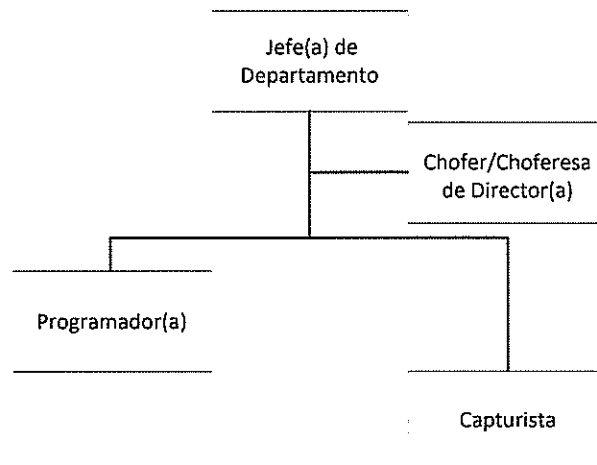 Jefe(a) de
Departamento
Chofer/Choferesa
de Director(a)
Programador(a)
Capturista